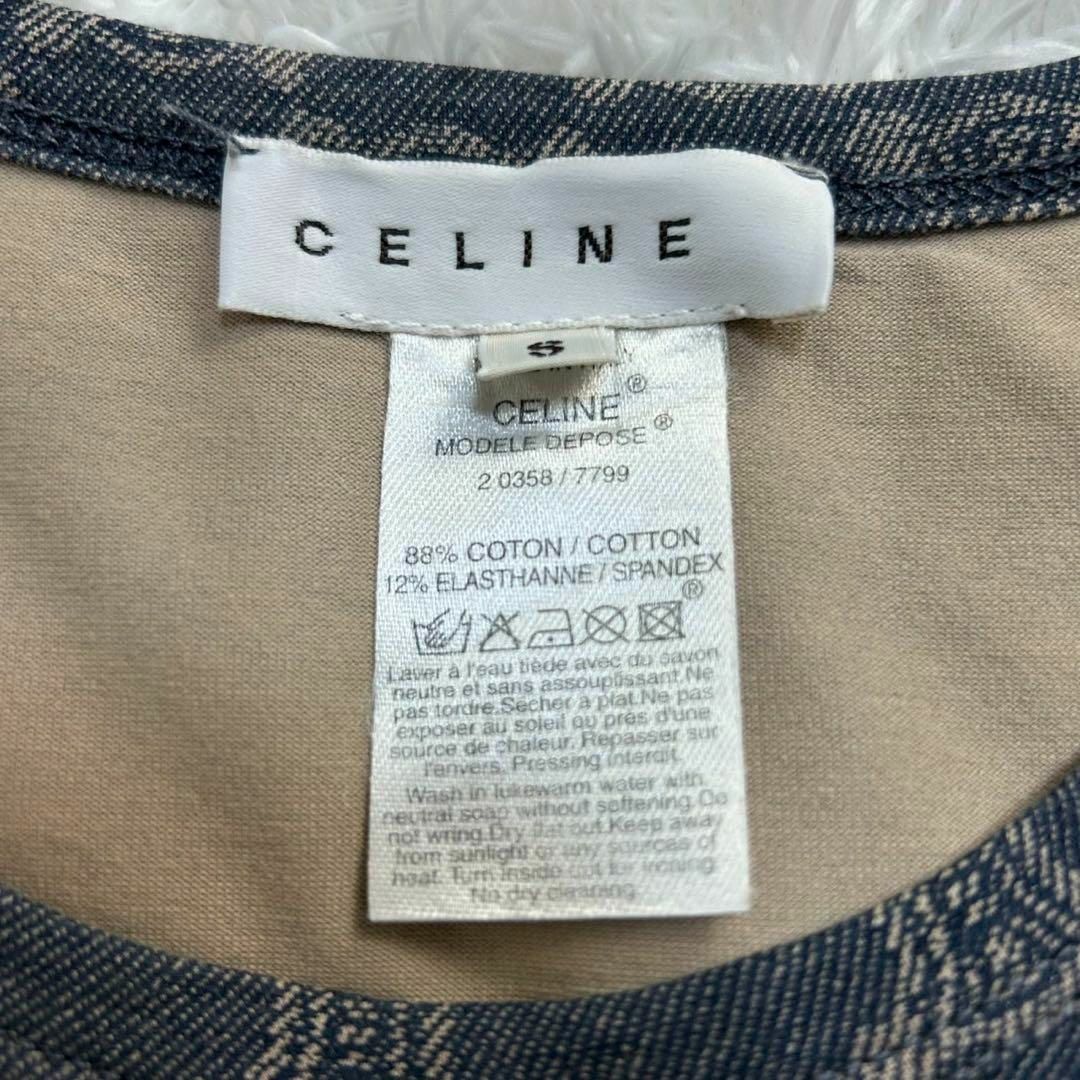 CELINE
S
CELINE®
MODELE DEPOSE®
2 0358 / 7799
88% COTON / COTTON
12% ELASTHANNE / SPANDEX
®
Laver à l'eau tiède avec du savon
neutre et sans assouplissant.Ne
pas tordre.Sécher à plat.Ne pas
exposer au soleil ou près d'une
source de chaleur. Repasser sur
l'envers. Pressing interdit.
Wash in lukewarm water with
neutral soap without softening.Do
not wring.Dry flat out.Keep away
from sunlight or any sources of
heat. Turn inside out for ironing.
No dry cleaning.